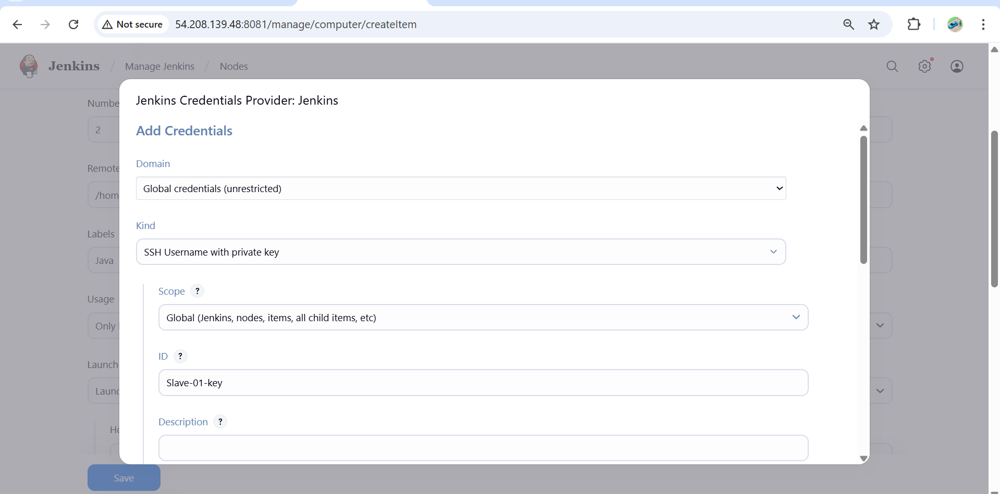 Not secure 54.208.139.48:8081/manage/computer/createItem
Jenkins / Manage Jenkins / Nodes
Jenkins Credentials Provider: Jenkins
Add Credentials
Domain
Global credentials (unrestricted)
Kind
SSH Username with private key
Scope ?
Global (Jenkins, nodes, items, all child items, etc)
ID ?
Slave-01-key
Description ?
Numbe
2
Remote
/hom
Labels
Java
Usage
Only
Launch
Launc
Ho
Save